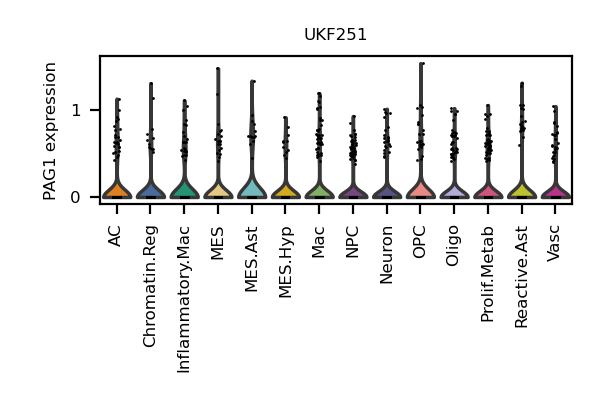 UKF251
PAG1 expression
1
0
AC
Chromatin.Reg
Inflammatory.Mac
MES
MES.Ast
MES.Hyp
Mac
NPC
Neuron
OPC
Oligo
Prolif.Metab
Reactive.Ast
Vasc